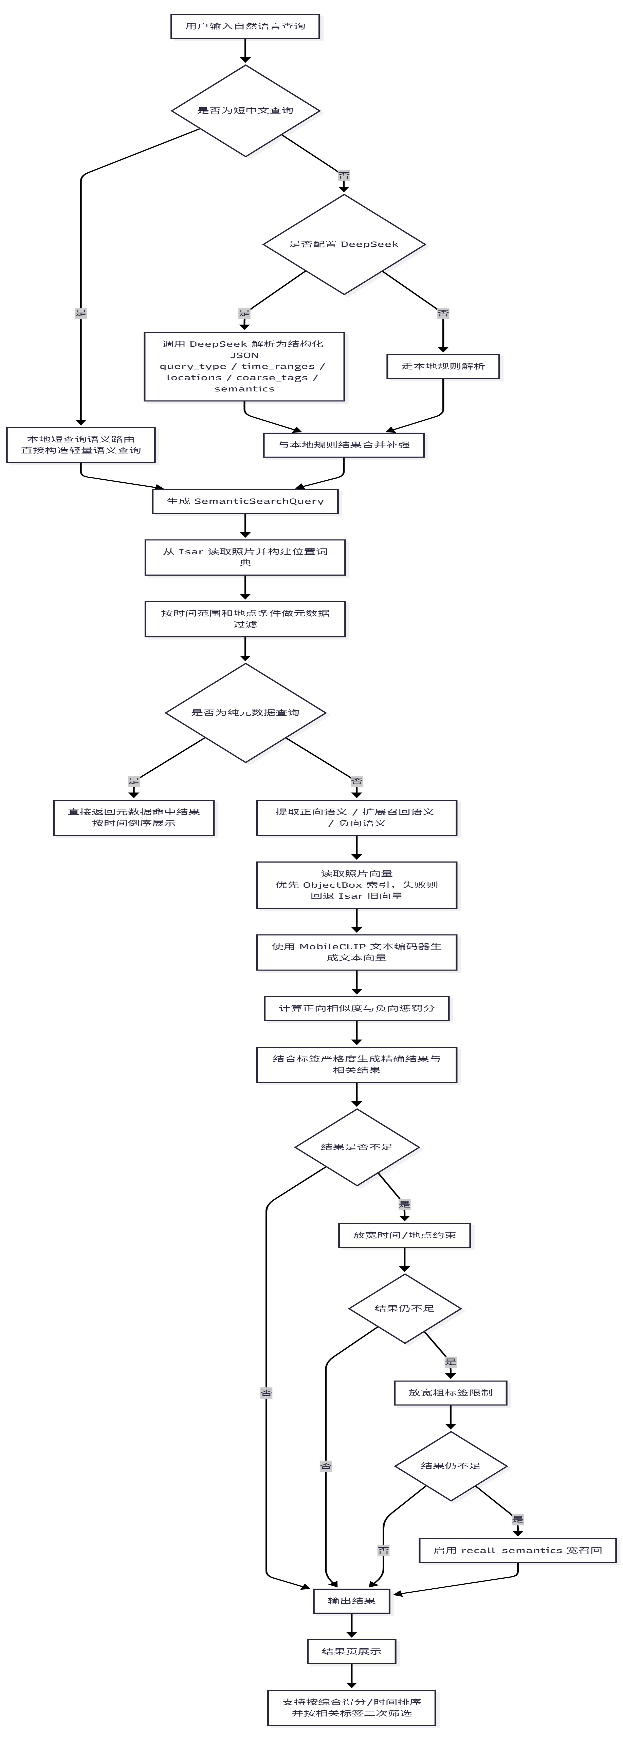 用户输入自然语言查询
是否为短中文查询
否
是否配置 DeepSeek
是
是
否
调用 DeepSeek 解析为结构化
JSON
query_type / time_ranges /
locations / coarse_tags /
semantics
走本地规则解析
本地短查询语义路由
直接构造轻量语义查询
与本地规则结果合并补强
生成 SemanticSearchQuery
从 Isar 读取照片并构建位置词
典
按时间范围和地点条件做元数据
过滤
是否为纯元数据查询
是
否
直接返回元数据命中结果
按时间倒序展示
提取正向语义 / 扩展召回语义
/ 负向语义
读取照片向量
优先 ObjectBox 索引，失败则
回退 Isar 旧向量
使用 MobileCLIP 文本编码器生
成文本向量
计算正向相似度与负向惩罚分
结合标签严格度生成精确结果与
相关结果
结果是否不足
是
放宽时间/地点约束
结果仍不足
是
否
放宽粗标签限制
否
结果仍不足
是
否
启用 recall_semantics 宽召回
输出结果
结果页展示
支持按综合得分/时间排序
并按相关标签二次筛选